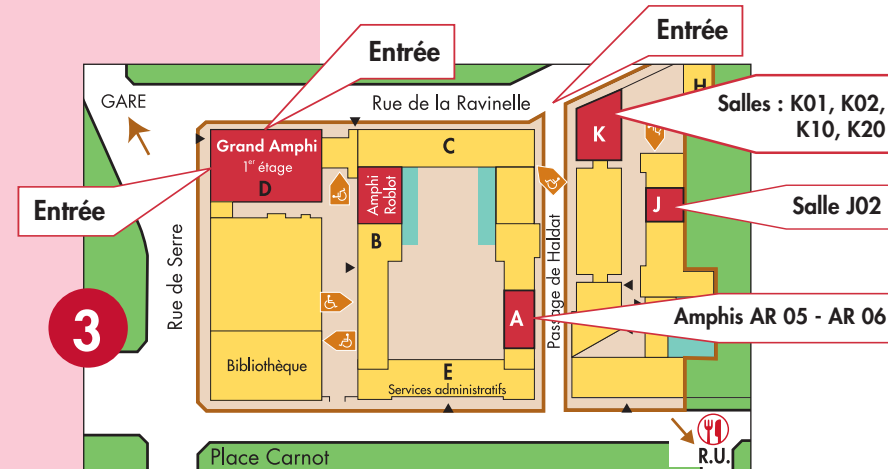 Entrée
Entrée
GARE
Rue de la Ravinelle
H
Salles : K01, K02,
K10, K20
K
Grand Amphi
1er étage
D
C
Amphi
Roblot
Entrée
J
Salle J02
B
Rue de Serre
Passage de Haldat
3
A
Amphis AR 05 - AR 06
Bibliothèque
E
Services administratifs
Place Carnot
R.U.